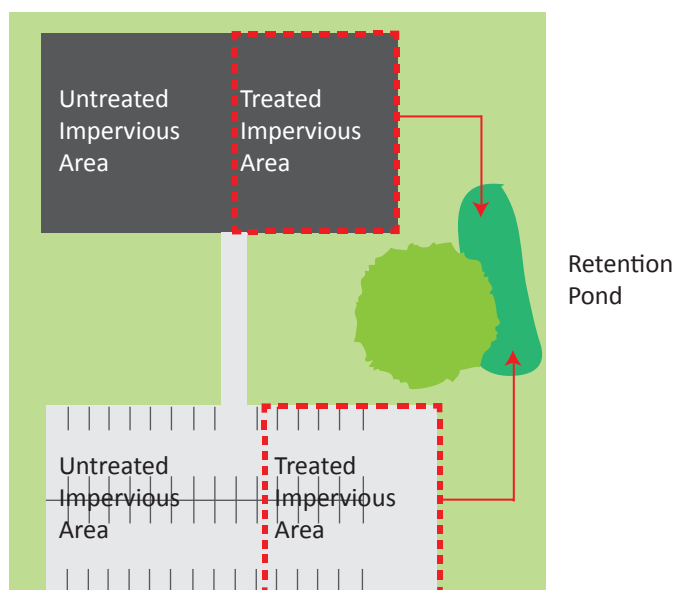 Untreated
Impervious
Area
Treated
Impervious
Area
Retention
Pond
Untreated
Impervious
Area
Treated
Impervious
Area